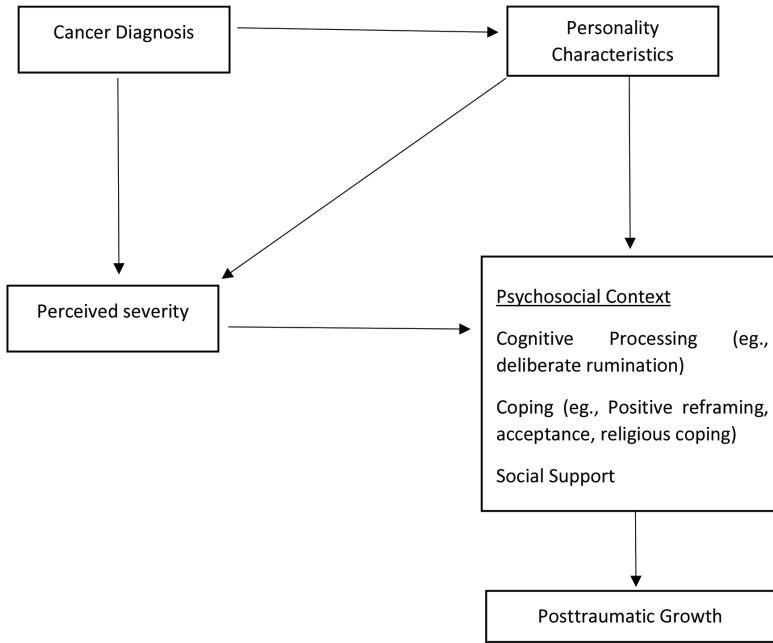 Cancer Diagnosis
Personality
Characteristics
Perceived severity
Psychosocial Context
Cognitive Processing (eg.,
deliberate rumination)
Coping (eg., Positive reframing,
acceptance, religious coping)
Social Support
Posttraumatic Growth